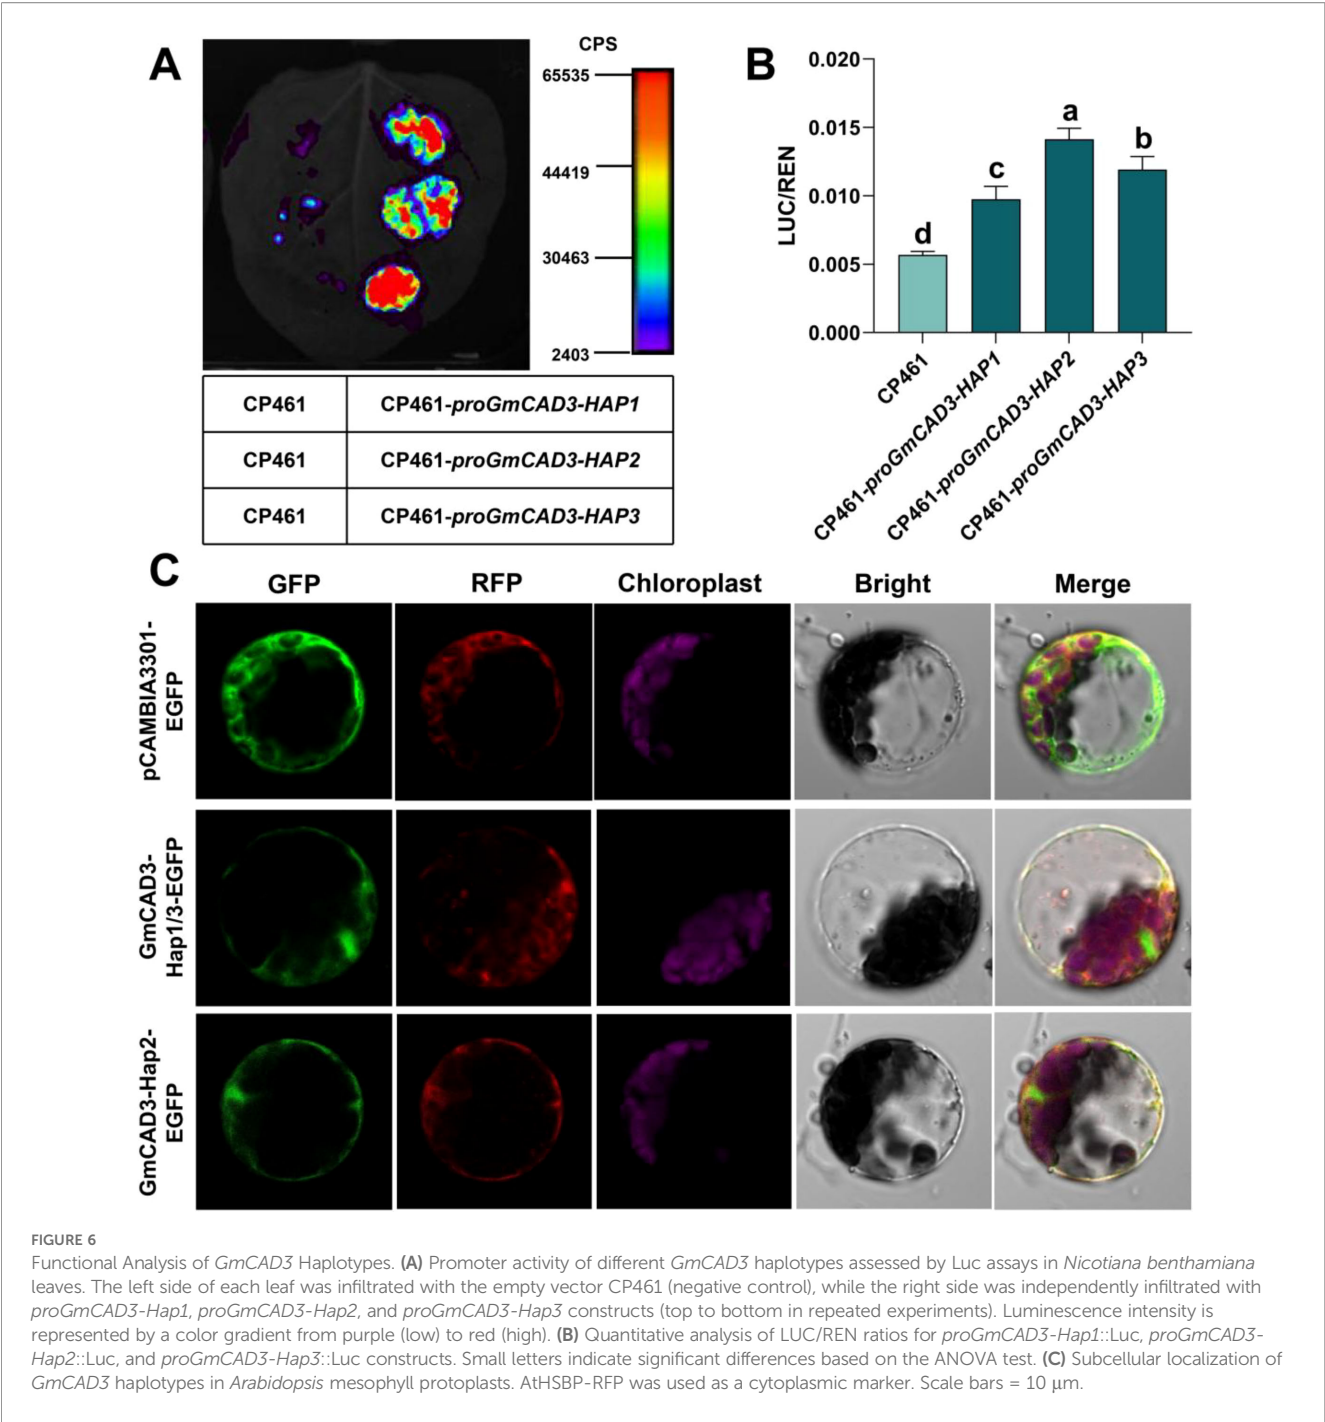 A
CPS
65535
44419
30463
2403
CP461 CP461-proGmCAD3-HAP1
CP461 CP461-proGmCAD3-HAP2
CP461 CP461-proGmCAD3-HAP3
B
LUC/REN
0.020
0.015
0.010
0.005
0.000
d
c
a
b
CP461
CP461-proGmCAD3-HAP1
CP461-proGmCAD3-HAP2
CP461-proGmCAD3-HAP3
C
GFP RFP Chloroplast Bright Merge
pCAMBIA3301-
EGFP
GmCAD3-
Hap1/3-EGFP
GmCAD3-Hap2-
EGFP
FIGURE 6
Functional Analysis of GmCAD3 Haplotypes. (A) Promoter activity of different GmCAD3 haplotypes assessed by Luc assays in Nicotiana benthamiana
leaves. The left side of each leaf was infiltrated with the empty vector CP461 (negative control), while the right side was independently infiltrated with
proGmCAD3-Hap1, proGmCAD3-Hap2, and proGmCAD3-Hap3 constructs (top to bottom in repeated experiments). Luminescence intensity is
represented by a color gradient from purple (low) to red (high). (B) Quantitative analysis of LUC/REN ratios for proGmCAD3-Hap1::Luc, proGmCAD3-
Hap2::Luc, and proGmCAD3-Hap3::Luc constructs. Small letters indicate significant differences based on the ANOVA test. (C) Subcellular localization of
GmCAD3 haplotypes in Arabidopsis mesophyll protoplasts. AtHSBP-RFP was used as a cytoplasmic marker. Scale bars = 10 μm.